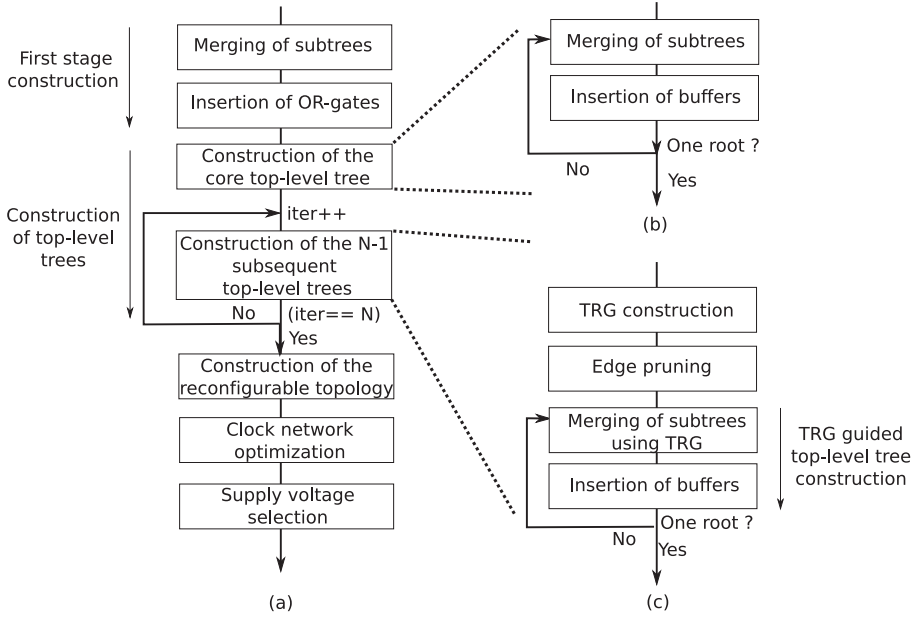 First stage
construction
Merging of subtrees
Insertion of OR-gates
Construction of the
core top-level tree
Construction
of top-level
trees
iter++
Construction of the N-1
subsequent
top-level trees
No
(iter== N)
Yes
Construction of the
reconfigurable topology
Clock network
optimization
Supply voltage
selection
(a)
Merging of subtrees
Insertion of buffers
One root ?
No
Yes
(b)
TRG construction
Edge pruning
Merging of subtrees
using TRG
Insertion of buffers
TRG guided
top-level tree
construction
One root ?
No
Yes
(c)